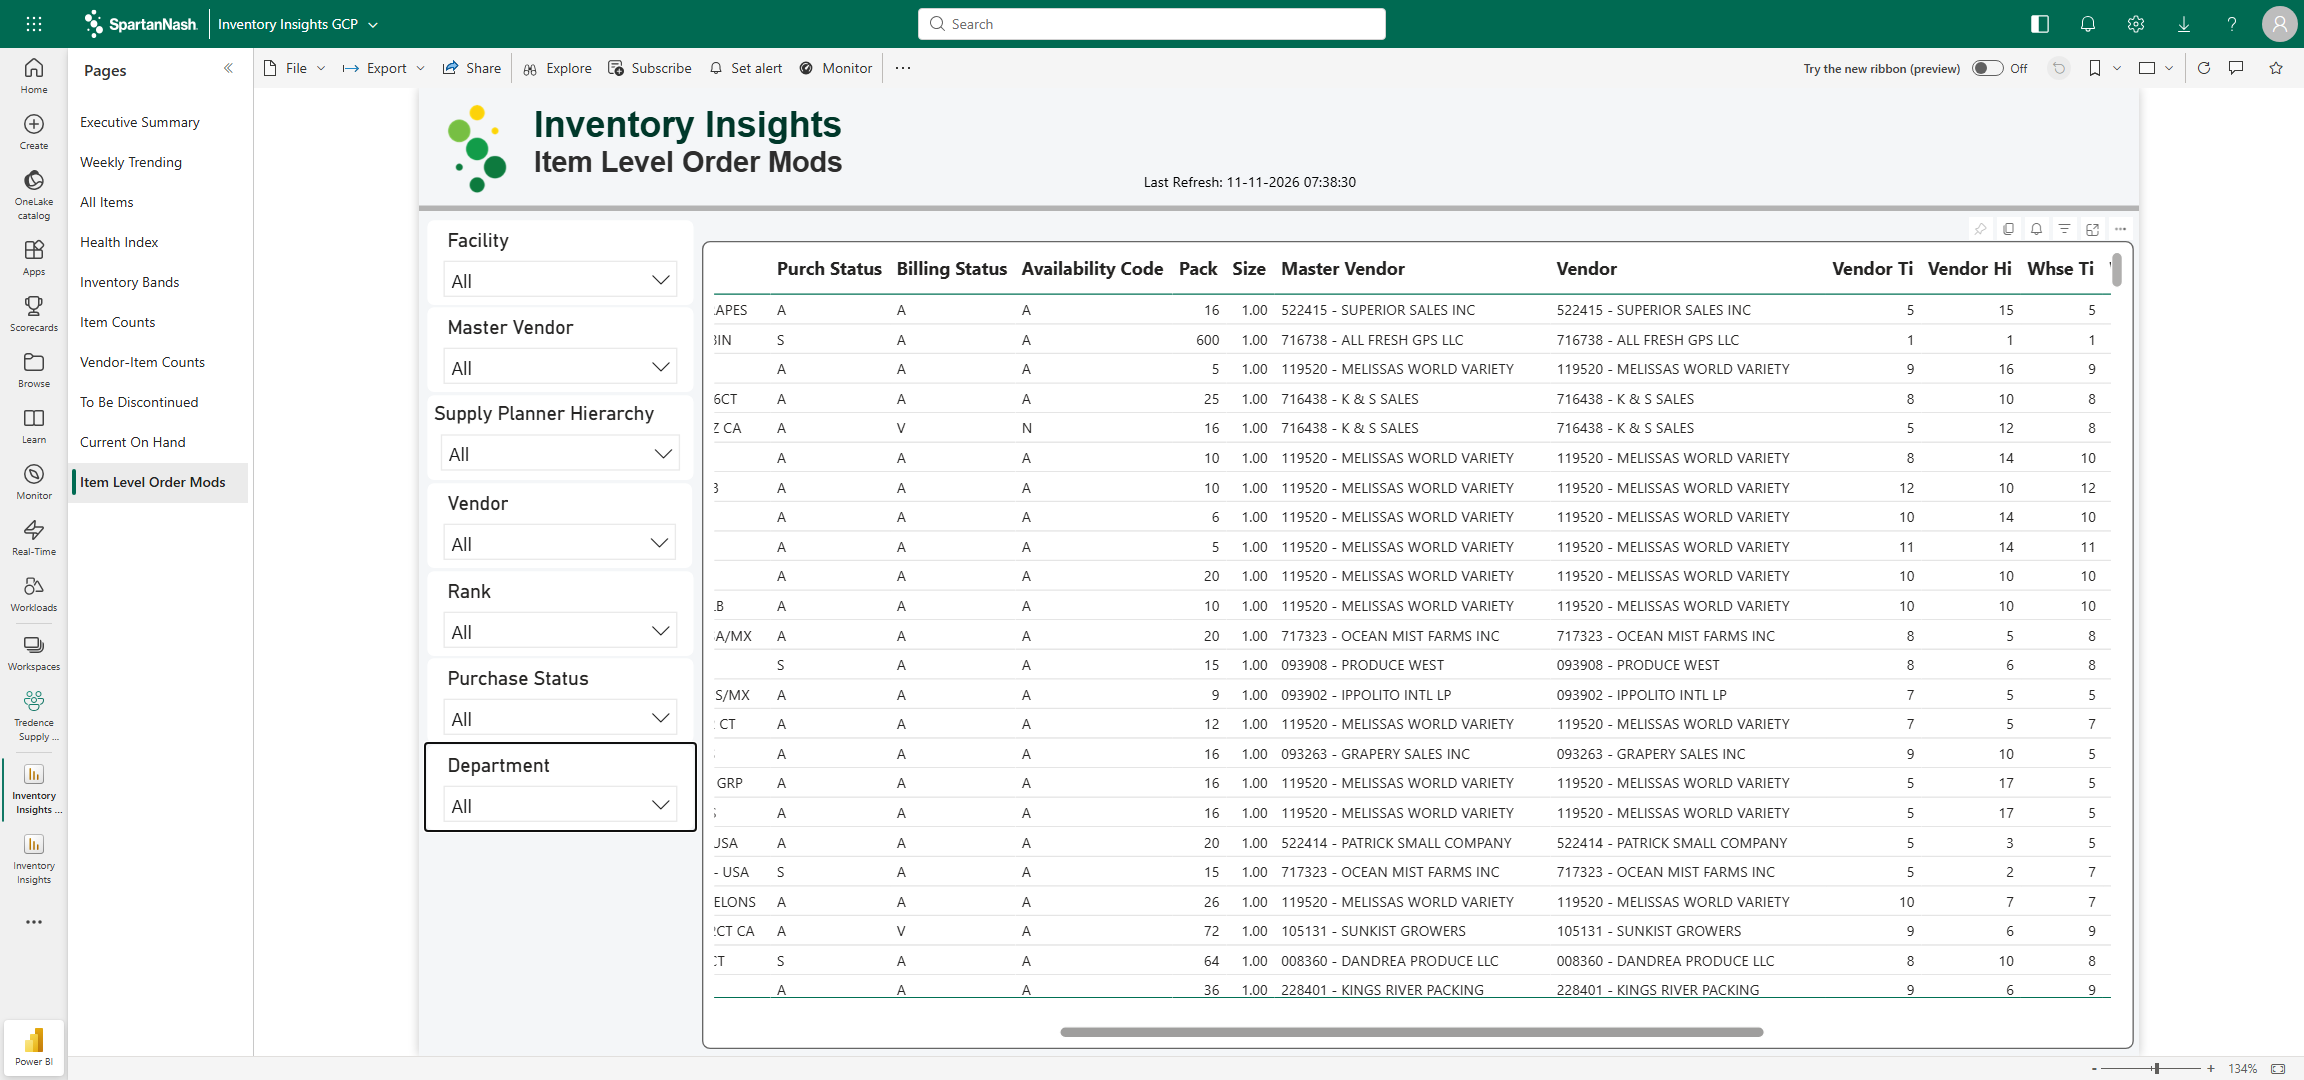 SpartanNash
Inventory Insights GCP
Search
Home
Create
OneLake
catalog
Apps
Scorecards
Browse
Learn
Monitor
Real-Time
Workloads
Workspaces
Tredence
Supply ...
Inventory
Insights ...
Inventory
Insights
Power BI
Pages
Executive Summary
Weekly Trending
All Items
Health Index
Inventory Bands
Item Counts
Vendor-Item Counts
To Be Discontinued
Current On Hand
Item Level Order Mods
File Export Share Explore Subscribe Set alert Monitor
Try the new ribbon (preview) Off
Inventory Insights
Item Level Order Mods
Last Refresh: 11-11-2026 07:38:30
Facility
All
Master Vendor
All
Supply Planner Hierarchy
All
Vendor
All
Rank
All
Purchase Status
All
Department
All
Purch Status Billing Status Availability Code Pack Size Master Vendor Vendor Vendor Ti Vendor Hi Whse Ti
APES A A A 16 1.00 522415 - SUPERIOR SALES INC 522415 - SUPERIOR SALES INC 5 15 5
BIN S A A 600 1.00 716738 - ALL FRESH GPS LLC 716738 - ALL FRESH GPS LLC 1 1 1
A A A 5 1.00 119520 - MELISSAS WORLD VARIETY 119520 - MELISSAS WORLD VARIETY 9 16 9
6CT A A A 25 1.00 716438 - K & S SALES 716438 - K & S SALES 8 10 8
Z CA A V N 16 1.00 716438 - K & S SALES 716438 - K & S SALES 5 12 8
A A A 10 1.00 119520 - MELISSAS WORLD VARIETY 119520 - MELISSAS WORLD VARIETY 8 14 10
B A A A 10 1.00 119520 - MELISSAS WORLD VARIETY 119520 - MELISSAS WORLD VARIETY 12 10 12
A A A 6 1.00 119520 - MELISSAS WORLD VARIETY 119520 - MELISSAS WORLD VARIETY 10 14 10
A A A 5 1.00 119520 - MELISSAS WORLD VARIETY 119520 - MELISSAS WORLD VARIETY 11 14 11
A A A 20 1.00 119520 - MELISSAS WORLD VARIETY 119520 - MELISSAS WORLD VARIETY 10 10 10
LB A A A 10 1.00 119520 - MELISSAS WORLD VARIETY 119520 - MELISSAS WORLD VARIETY 10 10 10
A/MX A A A 20 1.00 717323 - OCEAN MIST FARMS INC 717323 - OCEAN MIST FARMS INC 8 5 8
S A A 15 1.00 093908 - PRODUCE WEST 093908 - PRODUCE WEST 8 6 8
S/MX A A A 9 1.00 093902 - IPPOLITO INTL LP 093902 - IPPOLITO INTL LP 7 5 5
CT A A A 12 1.00 119520 - MELISSAS WORLD VARIETY 119520 - MELISSAS WORLD VARIETY 7 5 7
A A A 16 1.00 093263 - GRAPERY SALES INC 093263 - GRAPERY SALES INC 9 10 5
GRP A A A 16 1.00 119520 - MELISSAS WORLD VARIETY 119520 - MELISSAS WORLD VARIETY 5 17 5
A A A 16 1.00 119520 - MELISSAS WORLD VARIETY 119520 - MELISSAS WORLD VARIETY 5 17 5
USA A A A 20 1.00 522414 - PATRICK SMALL COMPANY 522414 - PATRICK SMALL COMPANY 5 3 5
- USA S A A 15 1.00 717323 - OCEAN MIST FARMS INC 717323 - OCEAN MIST FARMS INC 5 2 7
ELONS A A A 26 1.00 119520 - MELISSAS WORLD VARIETY 119520 - MELISSAS WORLD VARIETY 10 7 7
2CT CA A V A 72 1.00 105131 - SUNKIST GROWERS 105131 - SUNKIST GROWERS 9 6 9
CT S A A 64 1.00 008360 - DANDREA PRODUCE LLC 008360 - DANDREA PRODUCE LLC 8 10 8
A A A 36 1.00 228401 - KINGS RIVER PACKING 228401 - KINGS RIVER PACKING 9 6 9
- + 134%